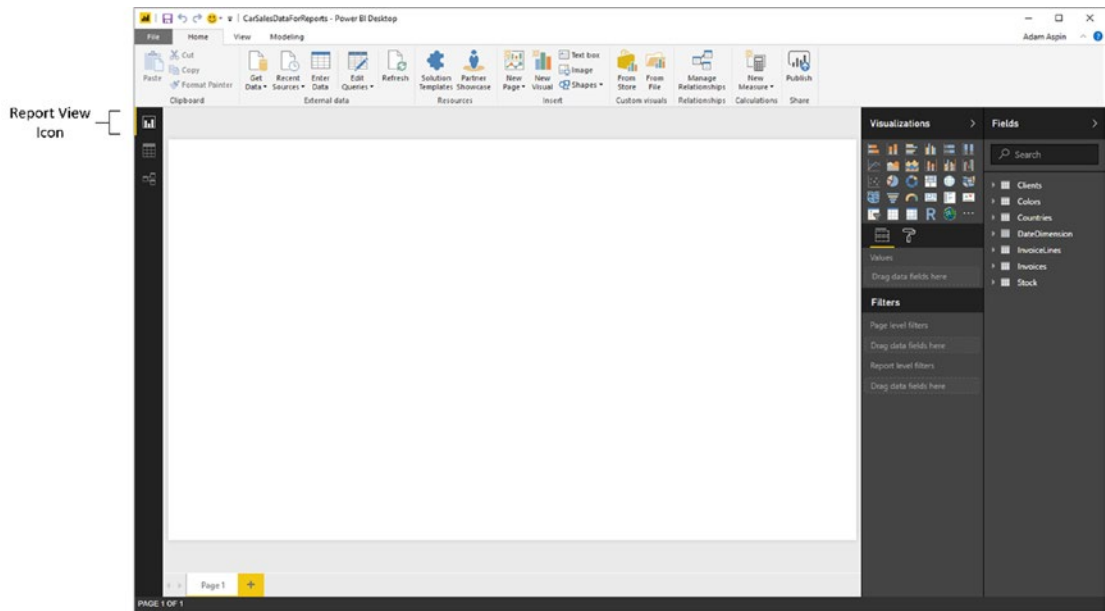 CarSalesDataForReports - Power BI Desktop
File Home View Modeling
Adam Aspin
Paste
Cut
Copy
Format Painter
Get Data
Recent Sources
Enter Data
Edit Queries
Refresh
Solution Templates
Partner Showcase
New Page
New Visual
Text box
Image
Shapes
From Store
From File
Manage Relationships
New Measure
Publish
Clipboard
External data
Resources
Insert
Custom visuals
Relationships
Calculations
Share
Report View
Icon
Visualizations
R
Values
Drag data fields here
Filters
Page level filters
Drag data fields here
Report level filters
Drag data fields here
Fields
Search
Clients
Colors
Countries
DateDimension
InvoiceLines
Invoices
Stock
Page 1
PAGE 1 OF 1